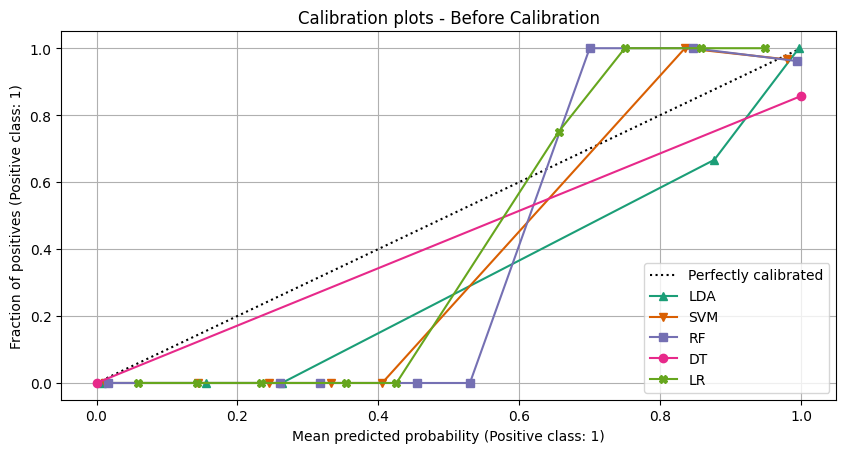 Calibration plots - Before Calibration
Fraction of positives (Positive class: 1)
1.0
0.8
0.6
0.4
0.2
0.0
0.0
0.2
0.4
0.6
0.8
1.0
Mean predicted probability (Positive class: 1)
Perfectly calibrated
LDA
SVM
RF
DT
LR